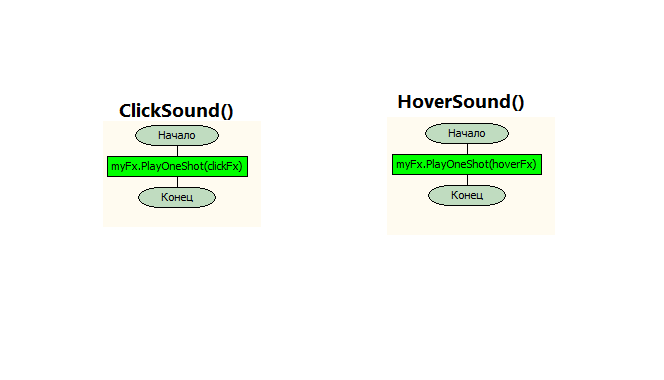 ClickSound()
Начало
myFx.PlayOneShot(clickFx)
Конец
HoverSound()
Начало
myFx.PlayOneShot(hoverFx)
Конец